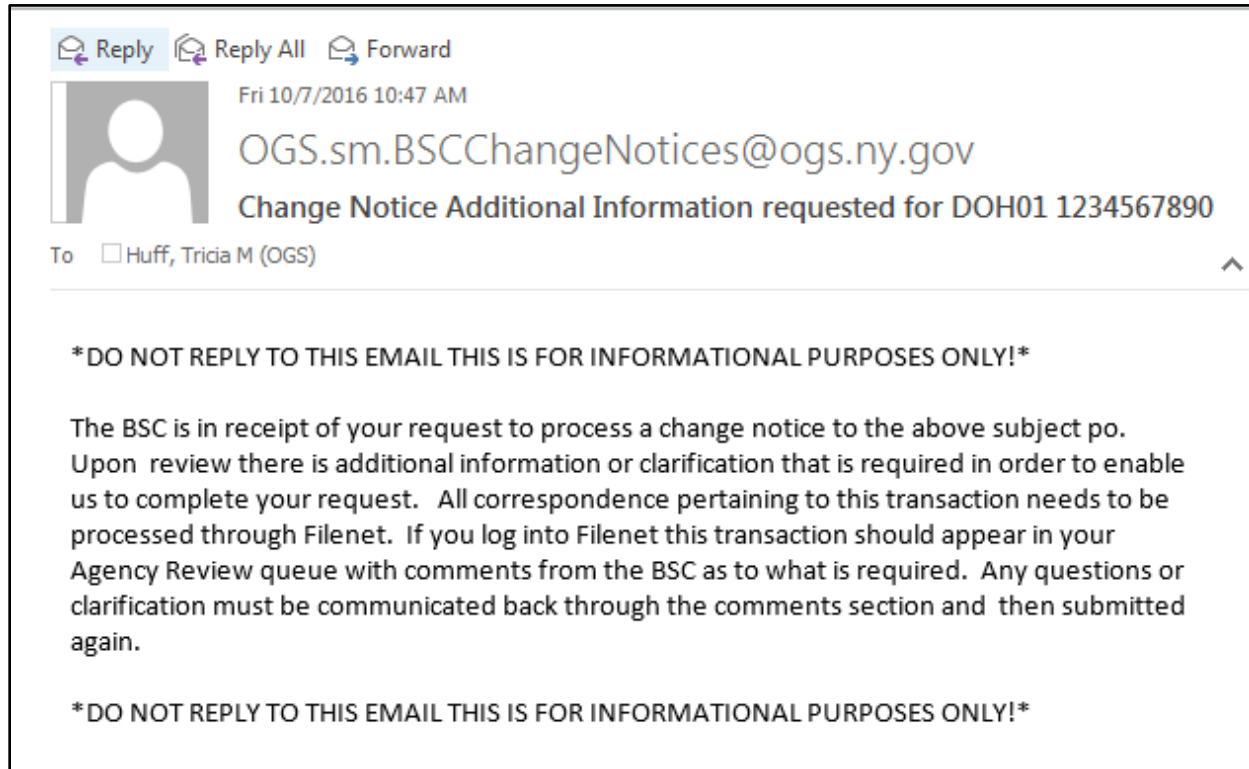 Reply Reply All Forward
Fri 10/7/2016 10:47 AM
OGS.sm.BSCChangeNotices@ogs.ny.gov
Change Notice Additional Information requested for DOH01 1234567890
To Huff, Tricia M (OGS)
*DO NOT REPLY TO THIS EMAIL THIS IS FOR INFORMATIONAL PURPOSES ONLY!*
The BSC is in receipt of your request to process a change notice to the above subject po.
Upon  review there is additional information or clarification that is required in order to enable
us to complete your request.   All correspondence pertaining to this transaction needs to be
processed through Filenet.  If you log into Filenet this transaction should appear in your
Agency Review queue with comments from the BSC as to what is required.  Any questions or
clarification must be communicated back through the comments section and  then submitted
again.
*DO NOT REPLY TO THIS EMAIL THIS IS FOR INFORMATIONAL PURPOSES ONLY!*